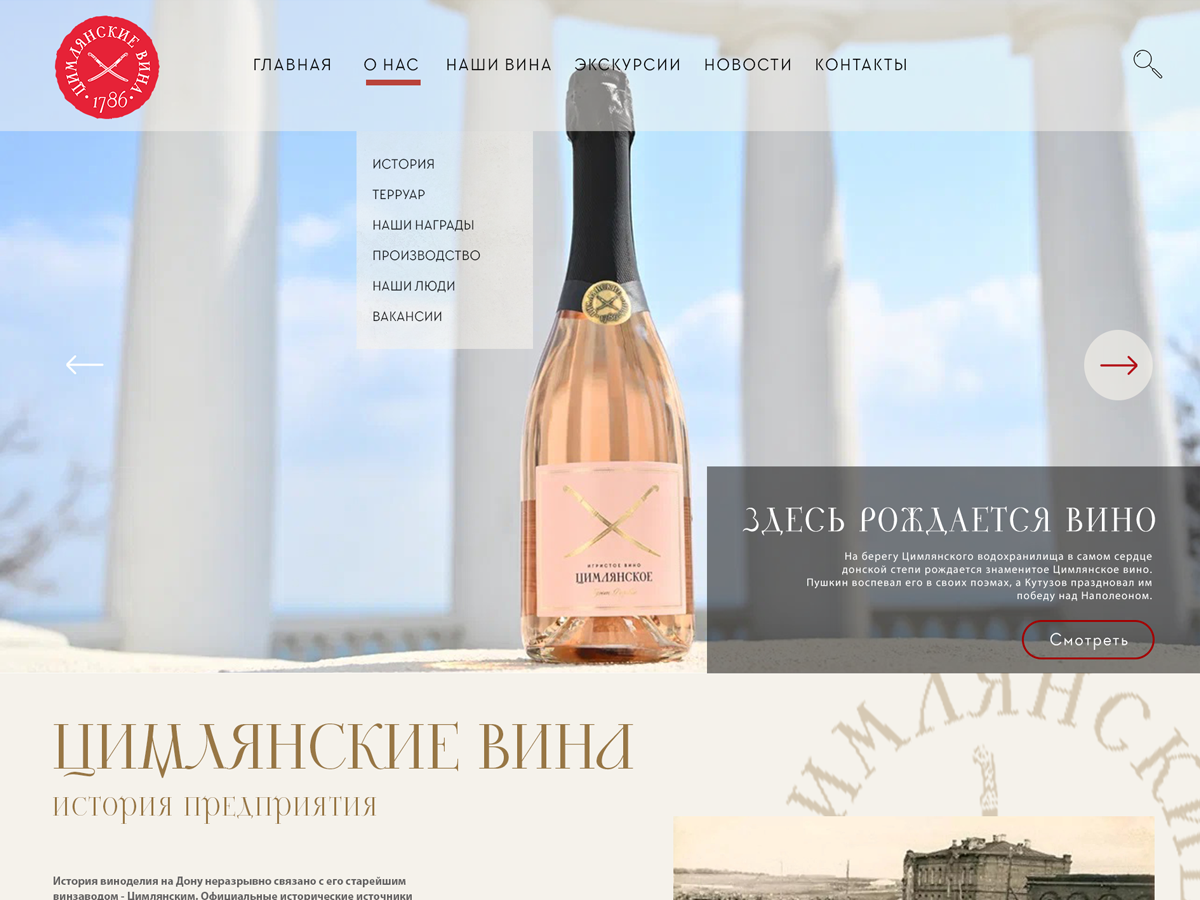 ЦИМЛЯНСКИЕ ВИНА
· 1786 ·
ГЛАВНАЯ О НАС НАШИ ВИНА ЭКСКУРСИИ НОВОСТИ КОНТАКТЫ
ИСТОРИЯ
ТЕРРУАР
НАШИ НАГРАДЫ
ПРОИЗВОДСТВО
НАШИ ЛЮДИ
ВАКАНСИИ
1786
ИГРИСТОЕ ВИНО
ЦИМЛЯНСКОЕ
ЗДЕСЬ РОЖДАЕТСЯ ВИНО
На берегу Цимлянского водохранилища в самом сердце
донской степи рождается знаменитое Цимлянское вино.
Пушкин воспевал его в своих поэмах, а Кутузов праздновал им
победу над Наполеоном.
Смотреть
ЦИМЛЯНСКИЕ ВИНА
ИСТОРИЯ ПРЕДПРИЯТИЯ
ИМЛЯНСКИЕ
История виноделия на Дону неразрывно связано с его старейшим
винзаводом - Цимлянским. Официальные исторические источники